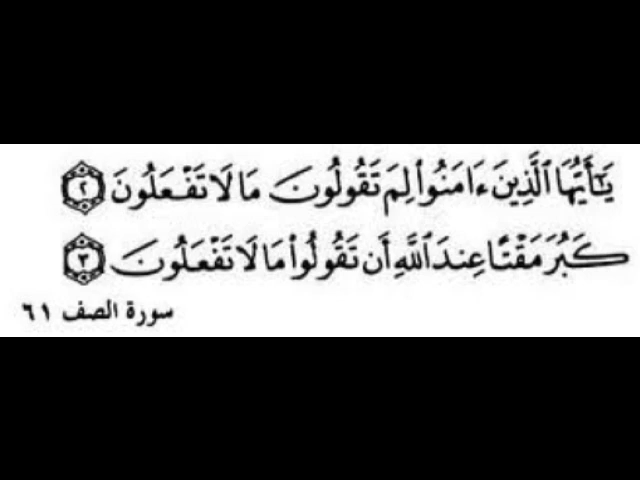 يَٰٓأَيُّهَا ٱلَّذِينَ ءَامَنُوا۟ لِمَ تَقُولُونَ مَا لَا تَفْعَلُونَ ٢
كَبُرَ مَقْتًا عِندَ ٱللَّهِ أَن تَقُولُوا۟ مَا لَا تَفْعَلُونَ ٣
سورة الصف ٦١